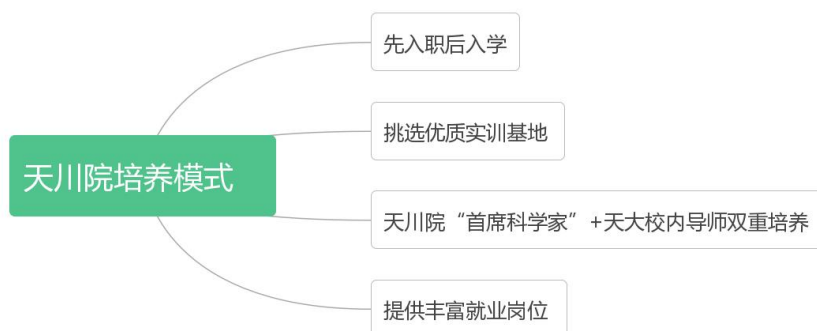 先入职后入学
挑选优质实训基地
天川院培养模式
天川院“首席科学家”+天大校内导师双重培养
提供丰富就业岗位